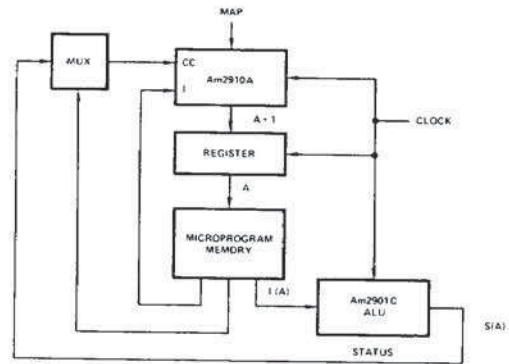 MAP
MUX
CC
I
Am2910A
A+1
CLOCK
REGISTER
A
MICROPROGRAM
MEMORY
I(A)
Am2901C
ALU
S(A)
STATUS